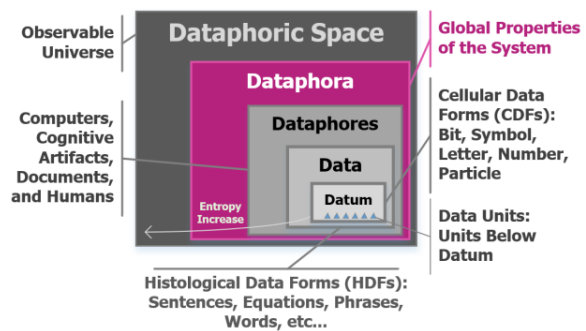 Observable
Universe
Dataphoric Space
Global Properties
of the System
Dataphora
Computers,
Cognitive
Artifacts,
Documents,
and Humans
Dataphores
Cellular Data
Forms (CDFs):
Bit, Symbol,
Letter, Number,
Particle
Data
Datum
Entropy
Increase
Data Units:
Units Below
Datum
Histological Data Forms (HDFs):
Sentences, Equations, Phrases,
Words, etc...